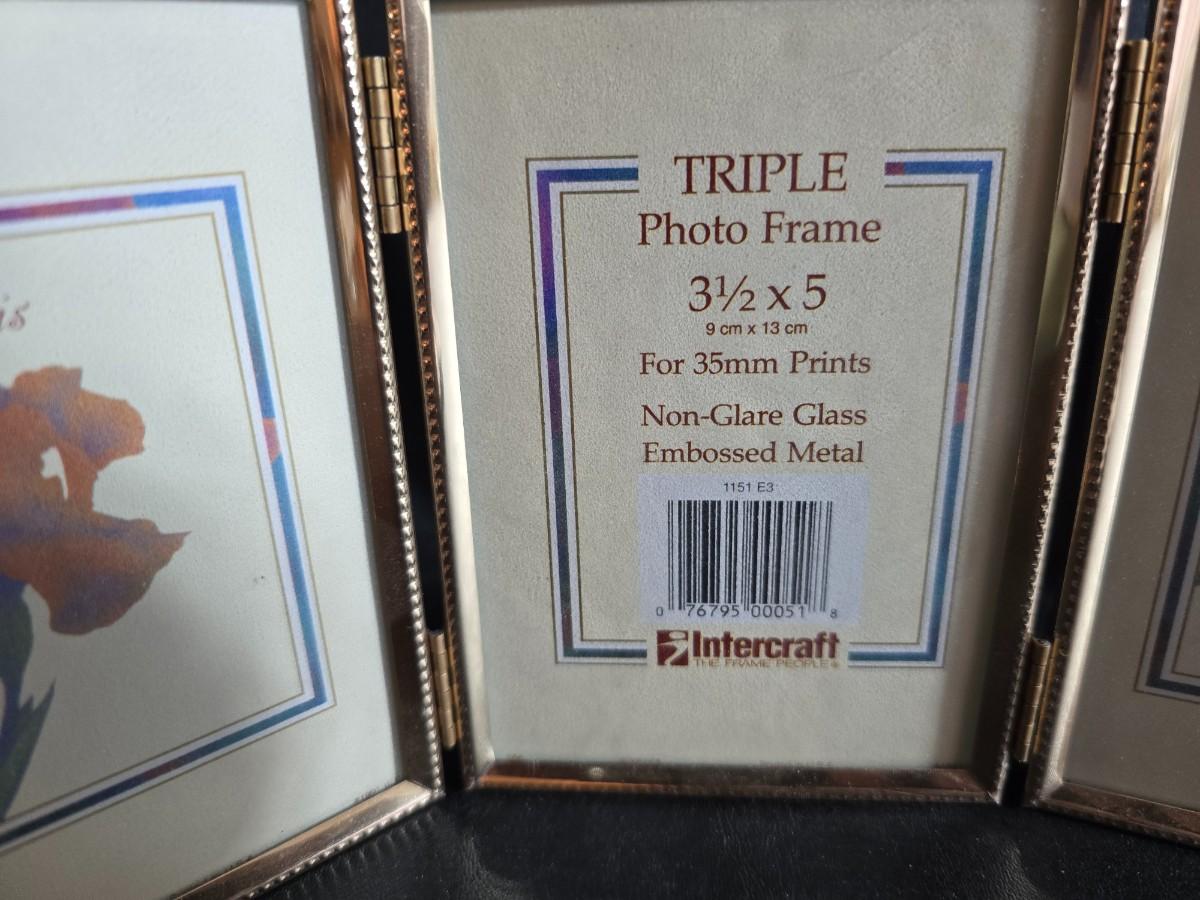 is
TRIPLE
Photo Frame
3½ x 5
9 cm x 13 cm
For 35mm Prints
Non-Glare Glass
Embossed Metal
1151 E3
0 76795 00051 8
Intercraft
THE FRAME PEOPLE®